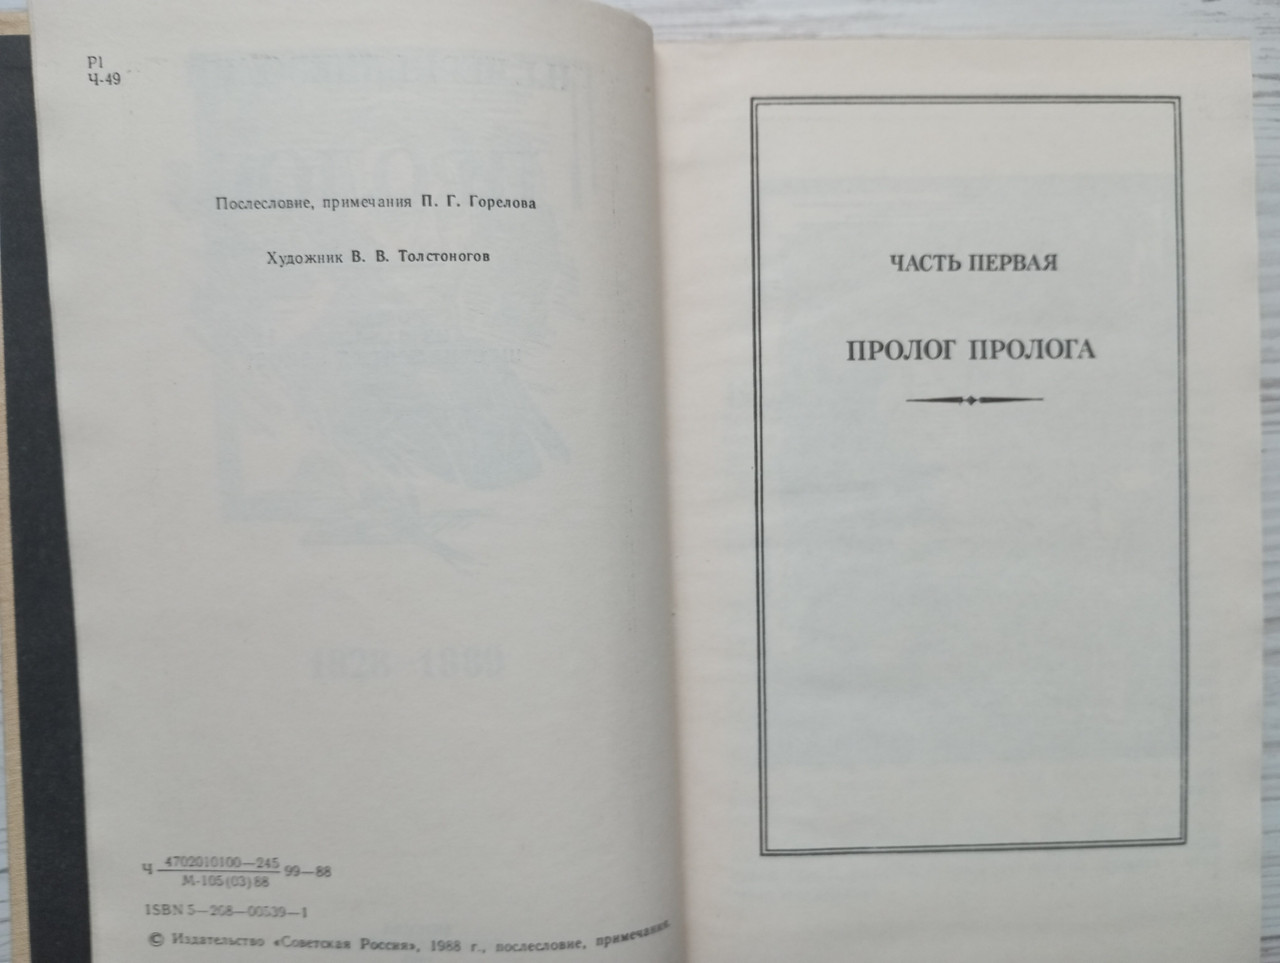 Р1
Ч-49
Послесловие, примечания П. Г. Горелова
Художник В. В. Толстоногов
Ч 4702010100—245 99—88
М-105(03)88
ISBN 5—268—00539—1
© Издательство «Советская Россия», 1988 г., послесловие, примечания.
ЧАСТЬ ПЕРВАЯ
ПРОЛОГ ПРОЛОГА